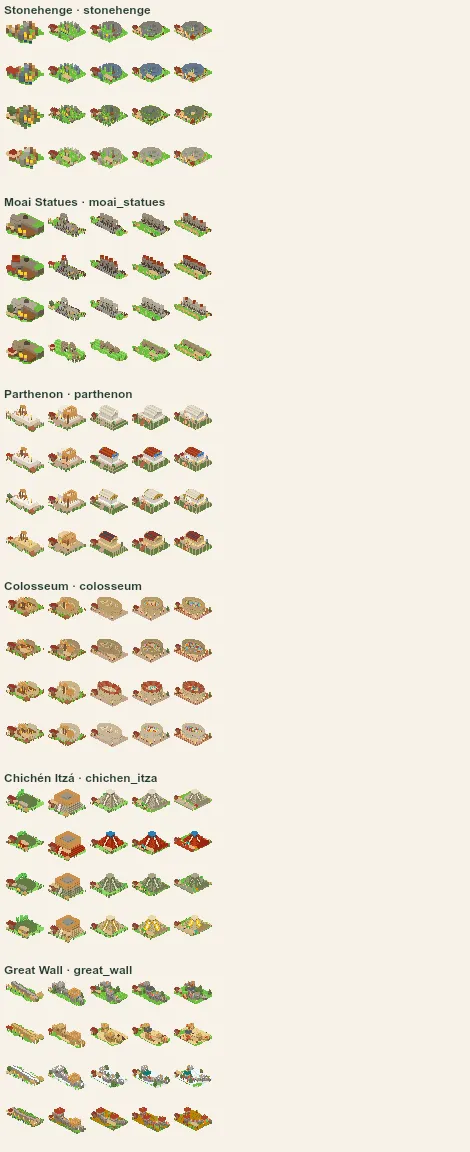 Stonehenge · stonehenge
Moai Statues · moai_statues
Parthenon · parthenon
Colosseum · colosseum
Chichén Itzá · chichen_itza
Great Wall · great_wall